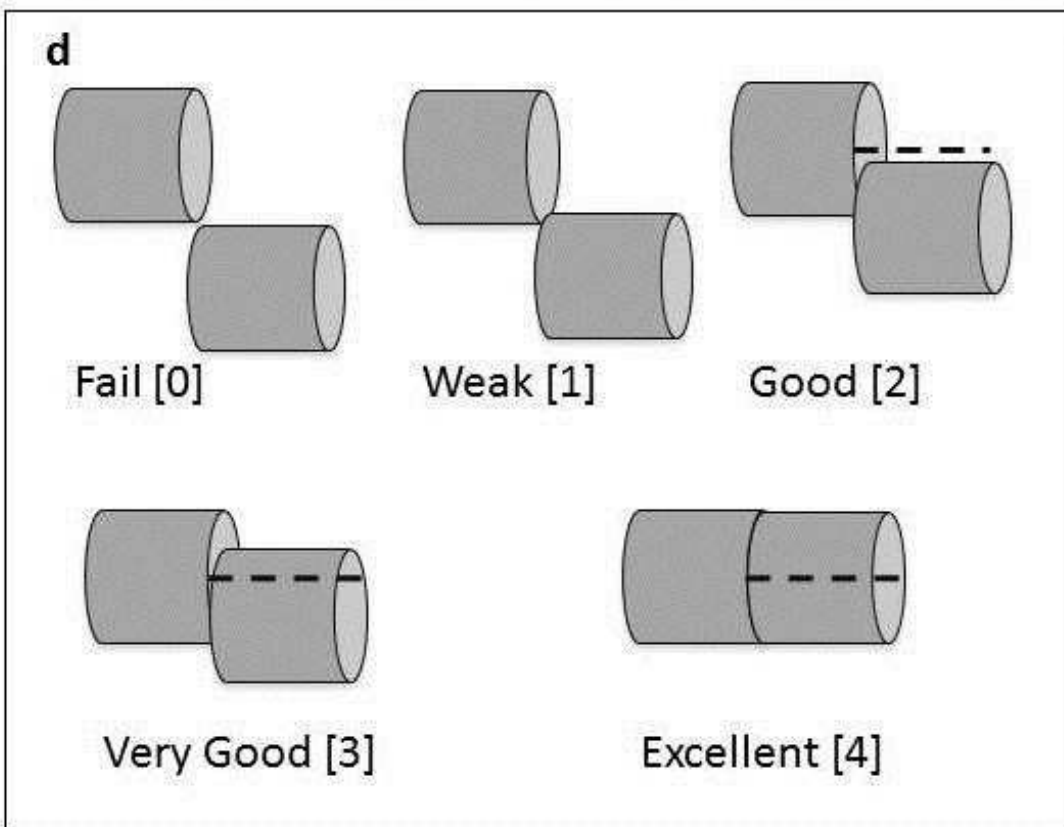 d
Fail [0]
Weak [1]
Good [2]
Very Good [3]
Excellent [4]